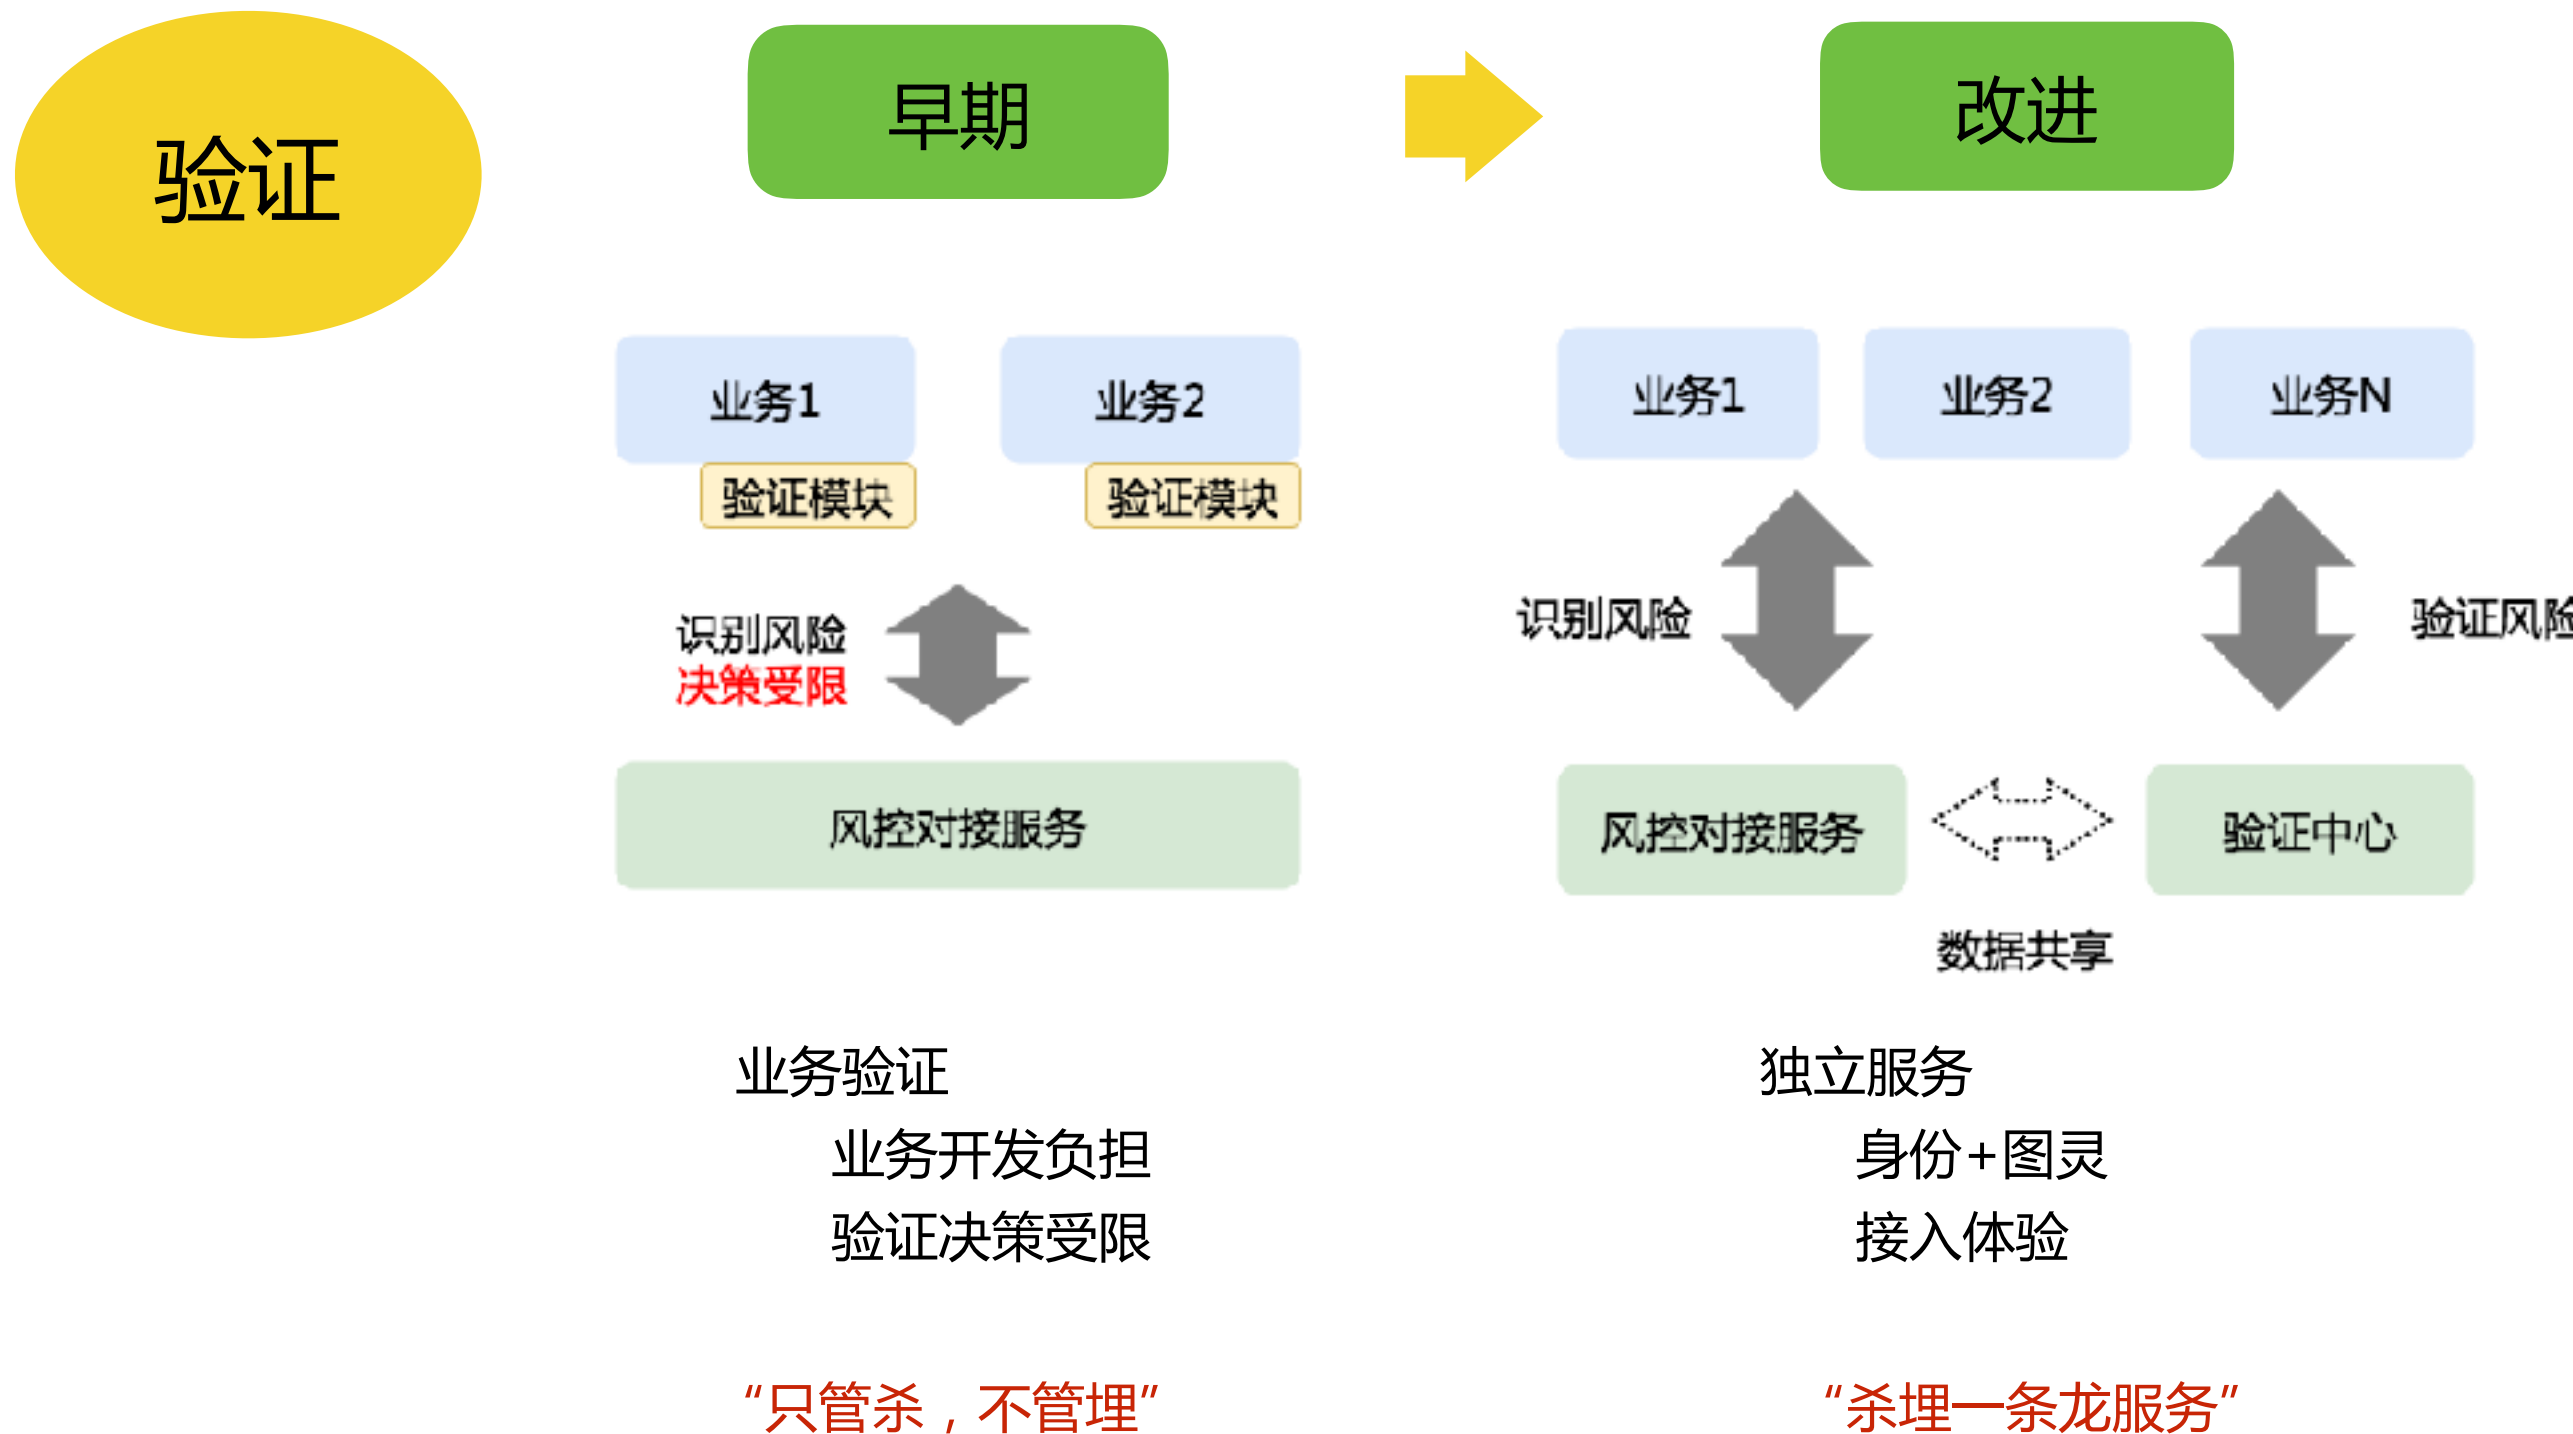 验证
早期
改进
业务1
业务2
验证模块
验证模块
识别风险
决策受限
风控对接服务
业务验证
业务开发负担
验证决策受限
“只管杀，不管埋”
业务1
业务2
业务N
识别风险
验证风险
风控对接服务
验证中心
数据共享
独立服务
身份+图灵
接入体验
“杀埋一条龙服务”